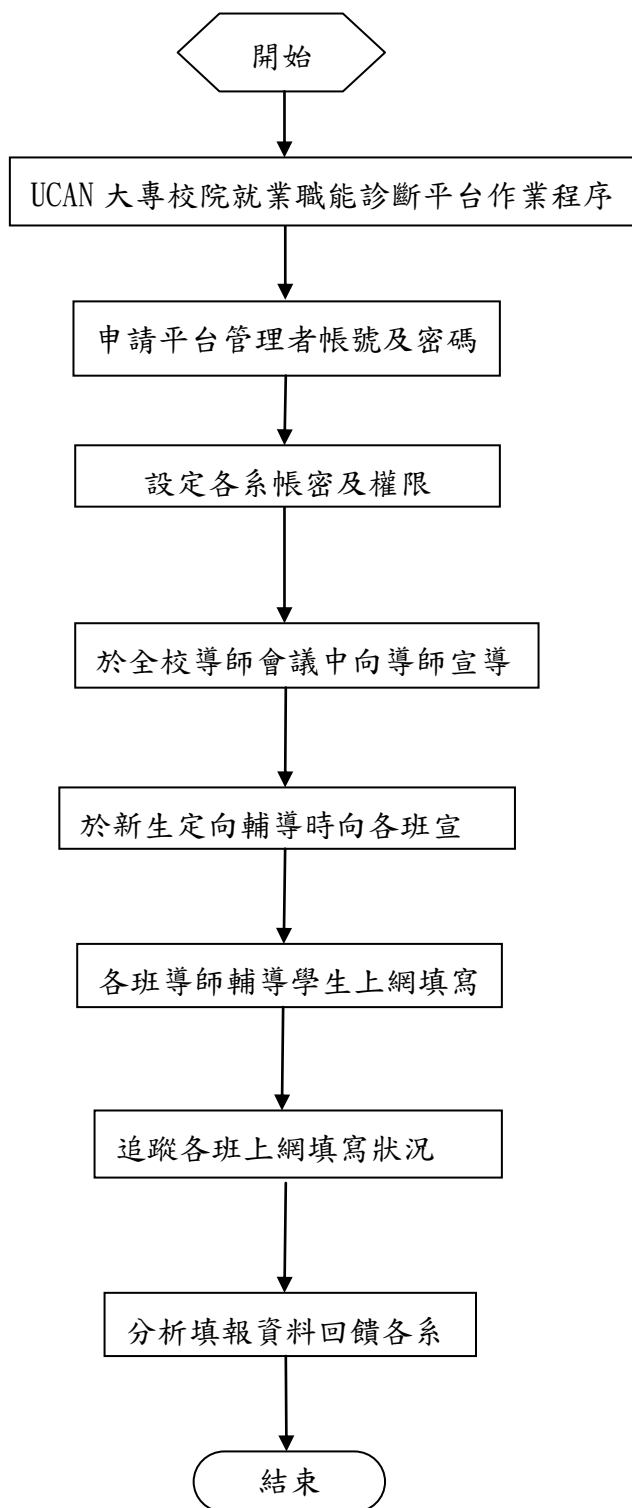 開始
UCAN 大專校院就業職能診斷平台作業程序
申請平台管理者帳號及密碼
設定各系帳密及權限
於全校導師會議中向導師宣導
於新生定向輔導時向各班宣
各班導師輔導學生上網填寫
追蹤各班上網填寫狀況
分析填報資料回饋各系
結束